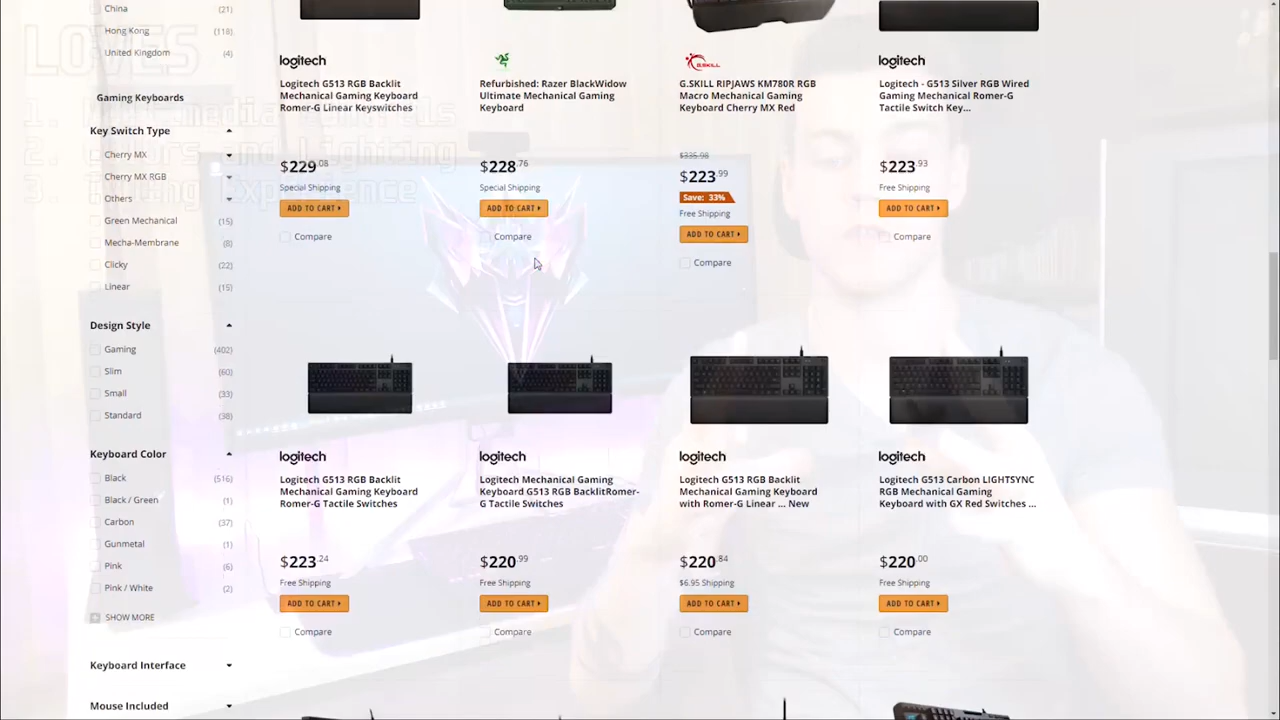 LOVES
1. Multimedia Controls
2. Colors and Lighting
3. Typing Experience
China (21)
Hong Kong (118)
United Kingdom (4)
Gaming Keyboards
Key Switch Type
Cherry MX
Cherry MX RGB
Others
Green Mechanical (15)
Mecha-Membrane (8)
Clicky (22)
Linear (15)
Design Style
Gaming (402)
Slim (60)
Small (33)
Standard (38)
Keyboard Color
Black (516)
Black / Green (1)
Carbon (37)
Gunmetal (1)
Pink (6)
Pink / White (2)
SHOW MORE
Keyboard Interface
Mouse Included
logitech
Logitech G513 RGB Backlit
Mechanical Gaming Keyboard
Romer-G Linear Keyswitches
$229.08
Special Shipping
ADD TO CART
Compare
Refurbished: Razer BlackWidow
Ultimate Mechanical Gaming
Keyboard
$228.76
Special Shipping
ADD TO CART
Compare
G.SKILL
G.SKILL RIPJAWS KM780R RGB
Macro Mechanical Gaming
Keyboard Cherry MX Red
$335.98
$223.99
Save: 33%
Free Shipping
ADD TO CART
Compare
logitech
Logitech - G513 Silver RGB Wired
Gaming Mechanical Romer-G
Tactile Switch Key...
$223.93
Free Shipping
ADD TO CART
Compare
logitech
Logitech G513 RGB Backlit
Mechanical Gaming Keyboard
Romer-G Tactile Switches
$223.24
Free Shipping
ADD TO CART
Compare
logitech
Logitech Mechanical Gaming
Keyboard G513 RGB BacklitRomer-
G Tactile Switches
$220.99
Free Shipping
ADD TO CART
Compare
logitech
Logitech G513 RGB Backlit
Mechanical Gaming Keyboard
with Romer-G Linear ... New
$220.84
$6.95 Shipping
ADD TO CART
Compare
logitech
Logitech G513 Carbon LIGHTSYNC
RGB Mechanical Gaming
Keyboard with GX Red Switches ...
$220.00
Free Shipping
ADD TO CART
Compare